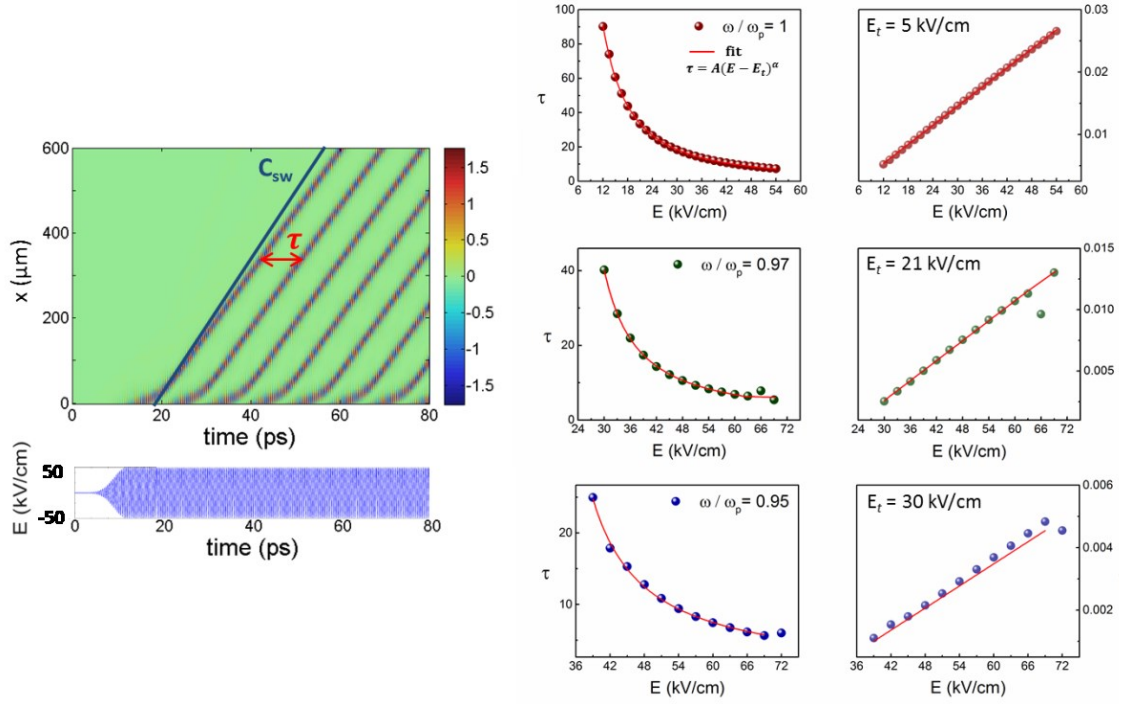 600
400
200
0
x (μm)
C_sw
τ
0 20 40 60 80
time (ps)
1.5
1
0.5
0
-0.5
-1
-1.5
E (kV/cm)
50
-50
0 20 40 60 80
time (ps)
100
80
60
40
20
0
τ
ω / ω_p = 1
fit
τ = A(E − E_t)^α
6 12 18 24 30 36 42 48 54 60
E (kV/cm)
E_t = 5 kV/cm
0.03
0.02
0.01
6 12 18 24 30 36 42 48 54 60
E (kV/cm)
40
20
0
τ
ω / ω_p = 0.97
24 30 36 42 48 54 60 66 72
E (kV/cm)
E_t = 21 kV/cm
0.015
0.010
0.005
24 30 36 42 48 54 60 66 72
E (kV/cm)
20
10
τ
ω / ω_p = 0.95
36 42 48 54 60 66 72
E (kV/cm)
E_t = 30 kV/cm
0.006
0.004
0.002
36 42 48 54 60 66 72
E (kV/cm)